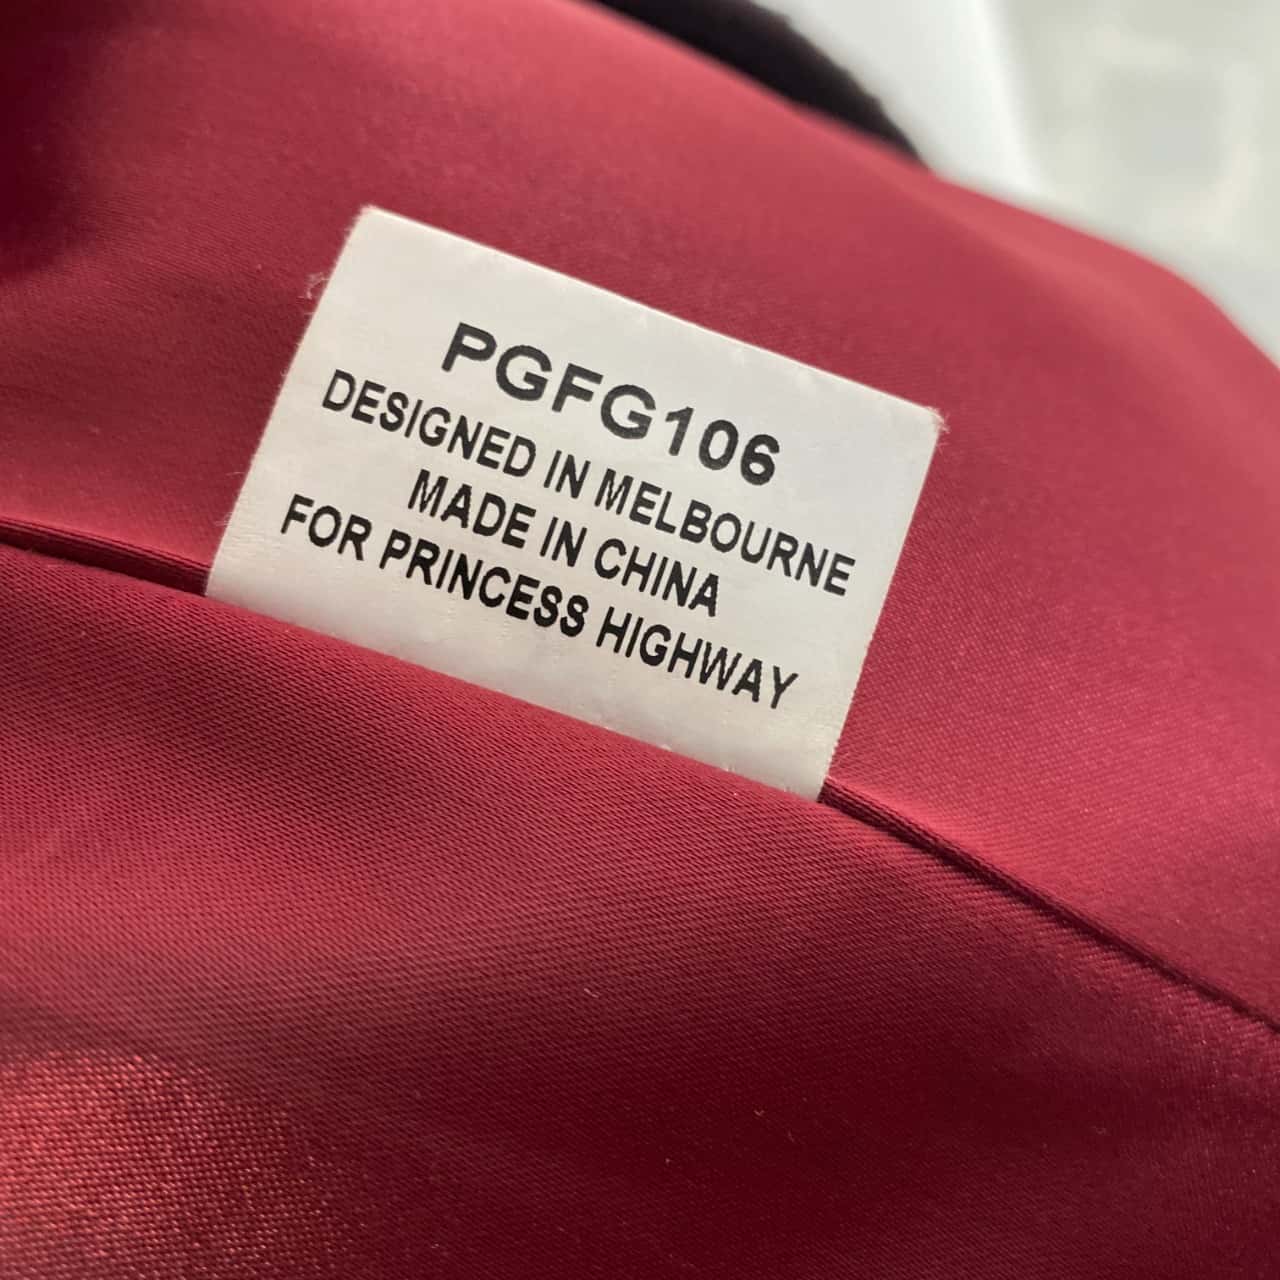 PGFG106
DESIGNED IN MELBOURNE
MADE IN CHINA
FOR PRINCESS HIGHWAY